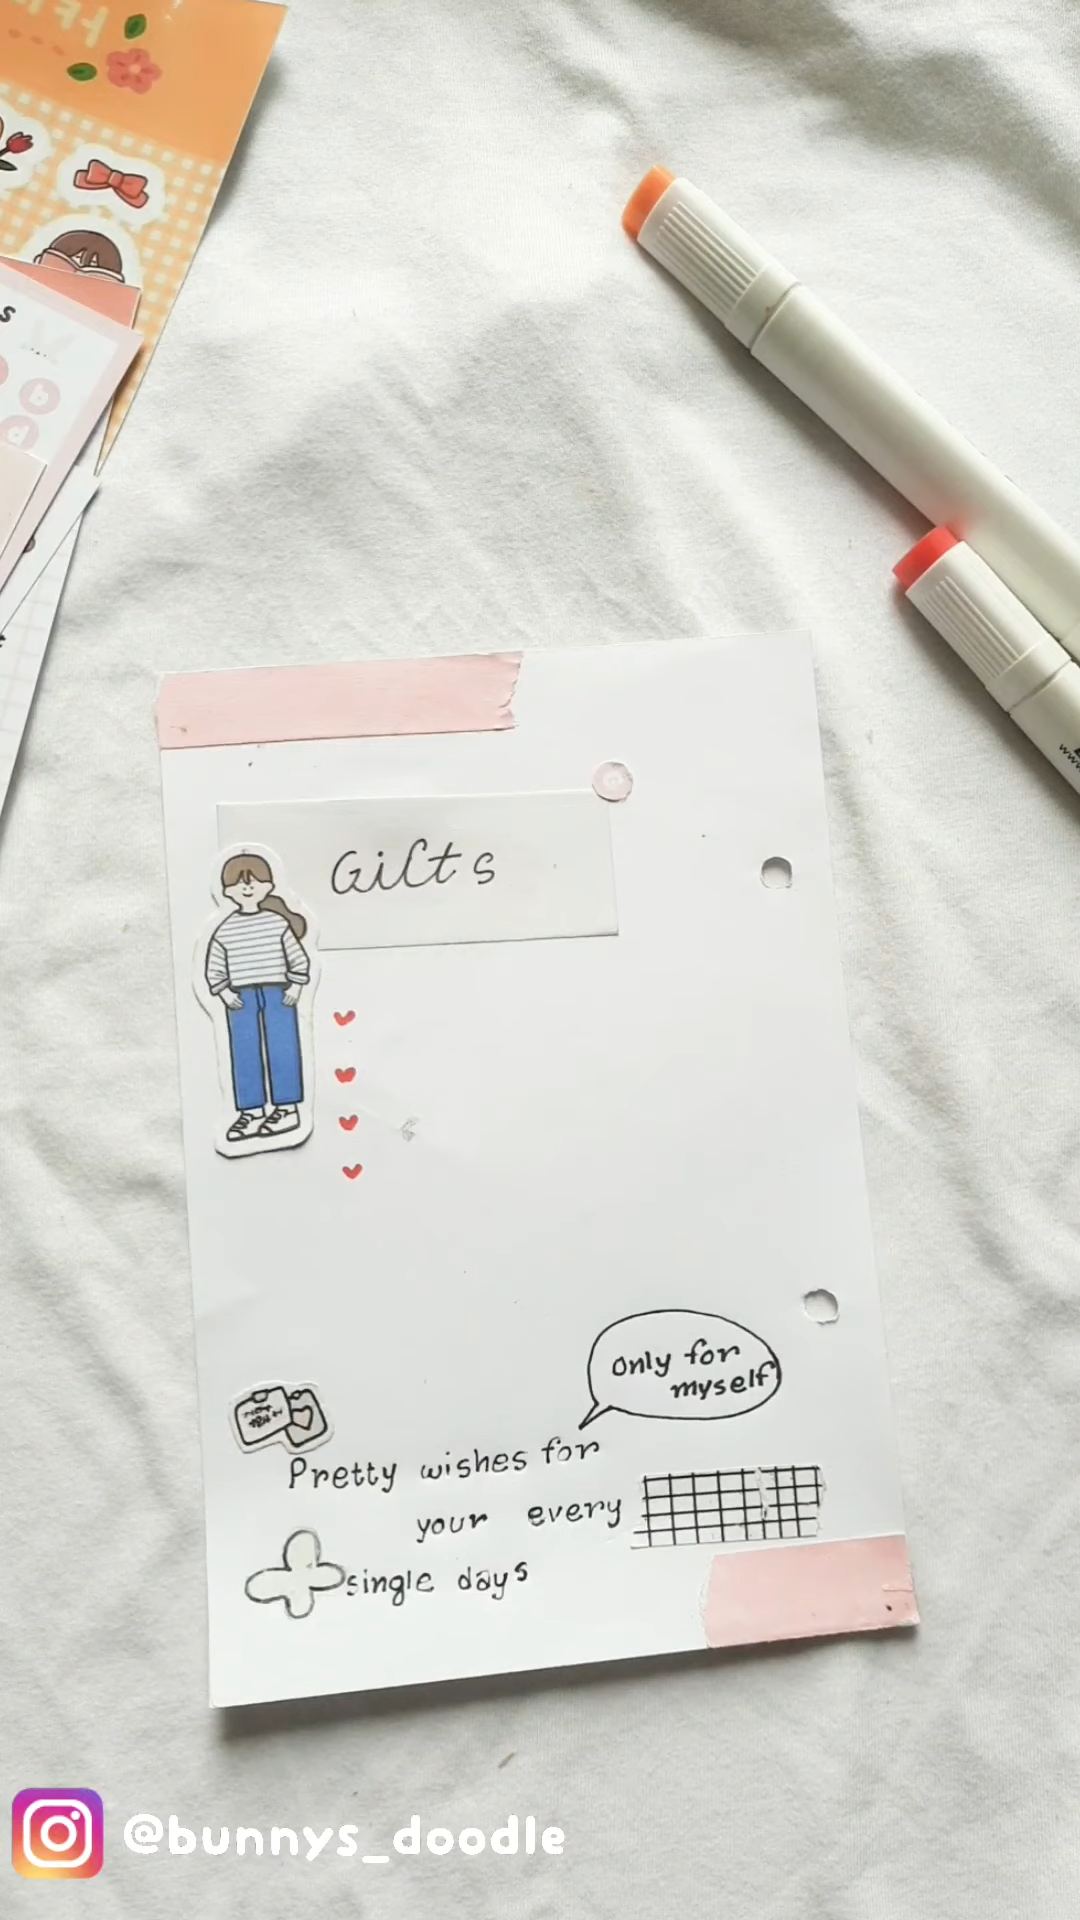 Gifts
only for
myself
Pretty wishes for
your every
single days
@bunnys_doodle